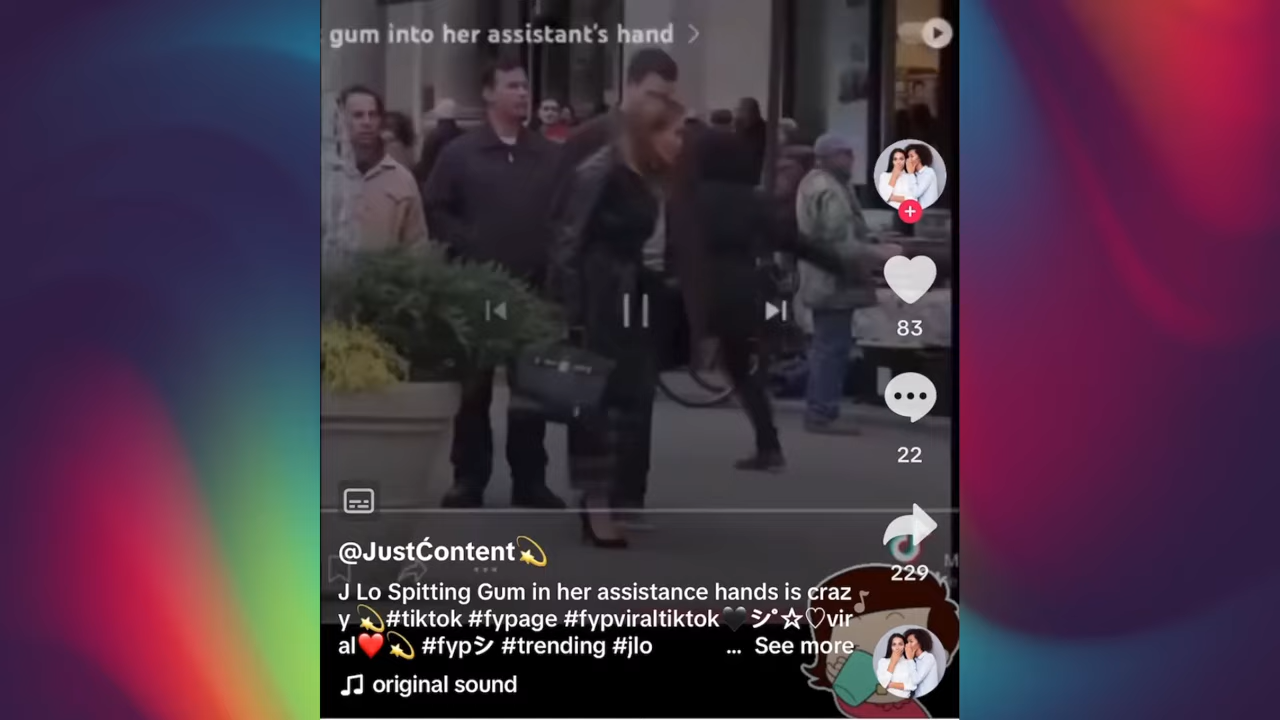 gum into her assistant's hand
83
22
229
@JustĆontent💫
J Lo Spitting Gum in her assistance hands is craz
y 💫#tiktok #fypage #fypviraltiktok🖤シ゚☆♡vir
al❤️💫 #fypシ #trending #jlo ... See more
original sound